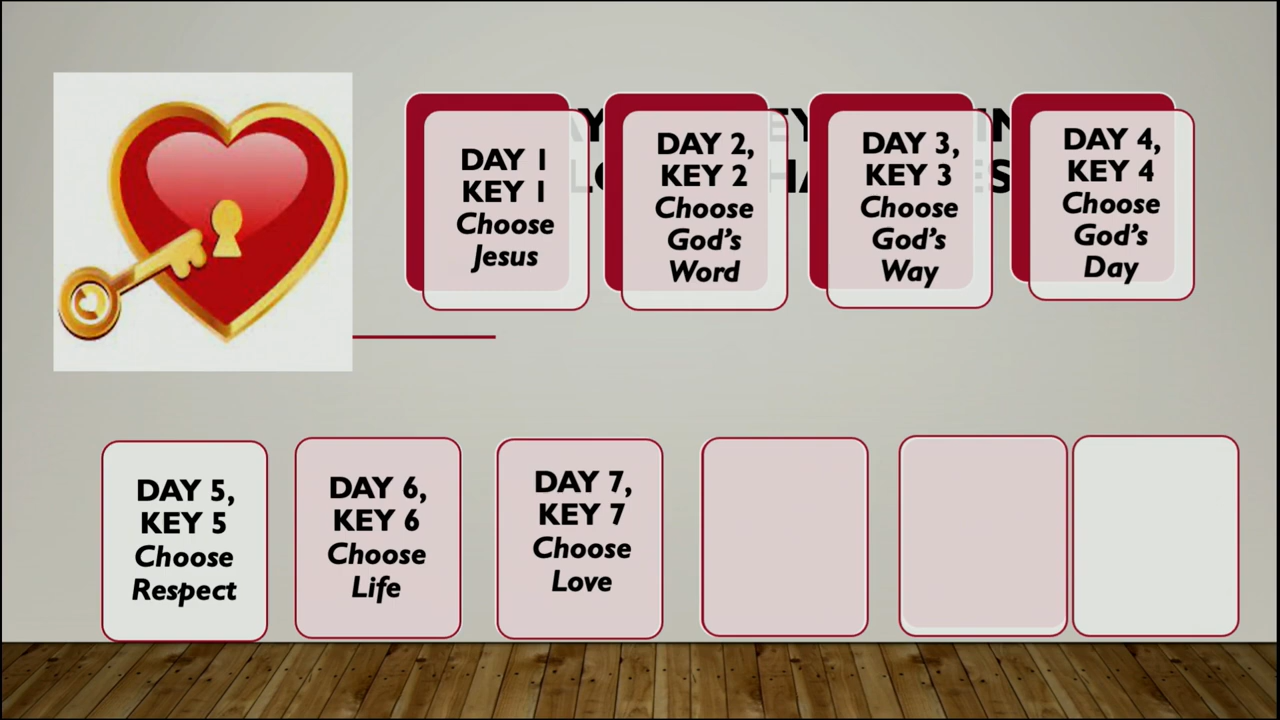 DAY 1
KEY 1
Choose
Jesus
DAY 2,
KEY 2
Choose
God's
Word
DAY 3,
KEY 3
Choose
God's
Way
DAY 4,
KEY 4
Choose
God's
Day
DAY 5,
KEY 5
Choose
Respect
DAY 6,
KEY 6
Choose
Life
DAY 7,
KEY 7
Choose
Love